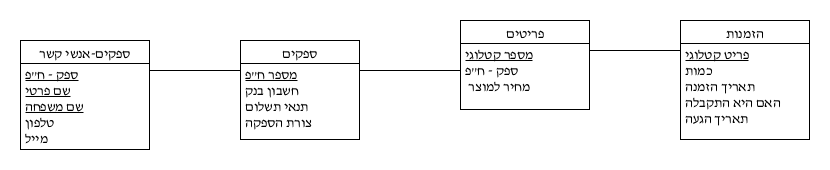 הזמנות
פריט קטלוגי
כמות
תאריך הזמנה
האם היא התקבלה
תאריך הגעה
פריטים
מספר קטלוגי
ספק - ח״פ
מחיר למוצר
ספקים
מספר ח״פ
חשבון בנק
תנאי תשלום
צורת הספקה
ספקים-אנשי קשר
ספק - ח״פ
שם פרטי
שם משפחה
טלפון
מייל